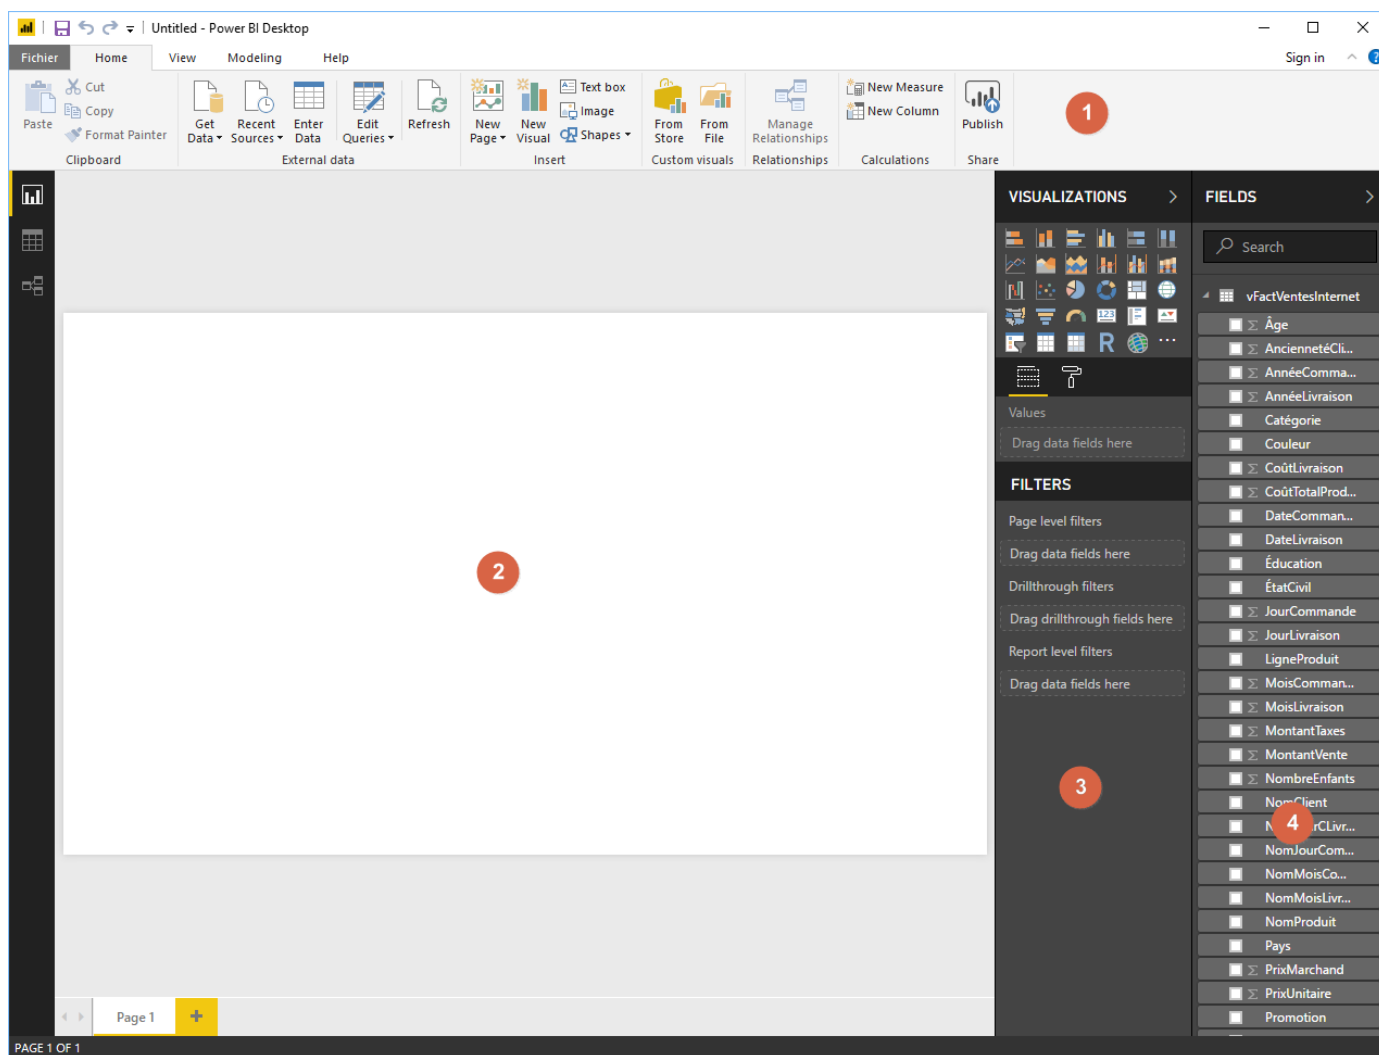 Untitled - Power BI Desktop
Fichier Home View Modeling Help Sign in ?
Paste
Cut
Copy
Format Painter
Clipboard
Get Data
Recent Sources
Enter Data
Edit Queries
Refresh
External data
New Page
New Visual
Text box
Image
Shapes
Insert
From Store
From File
Custom visuals
Manage Relationships
Relationships
New Measure
New Column
Calculations
Publish
Share
1
2
VISUALIZATIONS
123
R
Values
Drag data fields here
FILTERS
Page level filters
Drag data fields here
Drillthrough filters
Drag drillthrough fields here
Report level filters
Drag data fields here
3
FIELDS
Search
vFactVentesInternet
Σ Âge
Σ AnciennetéCli...
Σ AnnéeComma...
Σ AnnéeLivraison
Catégorie
Couleur
Σ CoûtLivraison
Σ CoûtTotalProd...
DateComman...
DateLivraison
Éducation
ÉtatCivil
Σ JourCommande
Σ JourLivraison
LigneProduit
Σ MoisComman...
Σ MoisLivraison
Σ MontantTaxes
Σ MontantVente
Σ NombreEnfants
NomClient
4
NomJourCom...
NomMoisCo...
NomMoisLivr...
NomProduit
Pays
Σ PrixMarchand
Σ PrixUnitaire
Promotion
Page 1
PAGE 1 OF 1